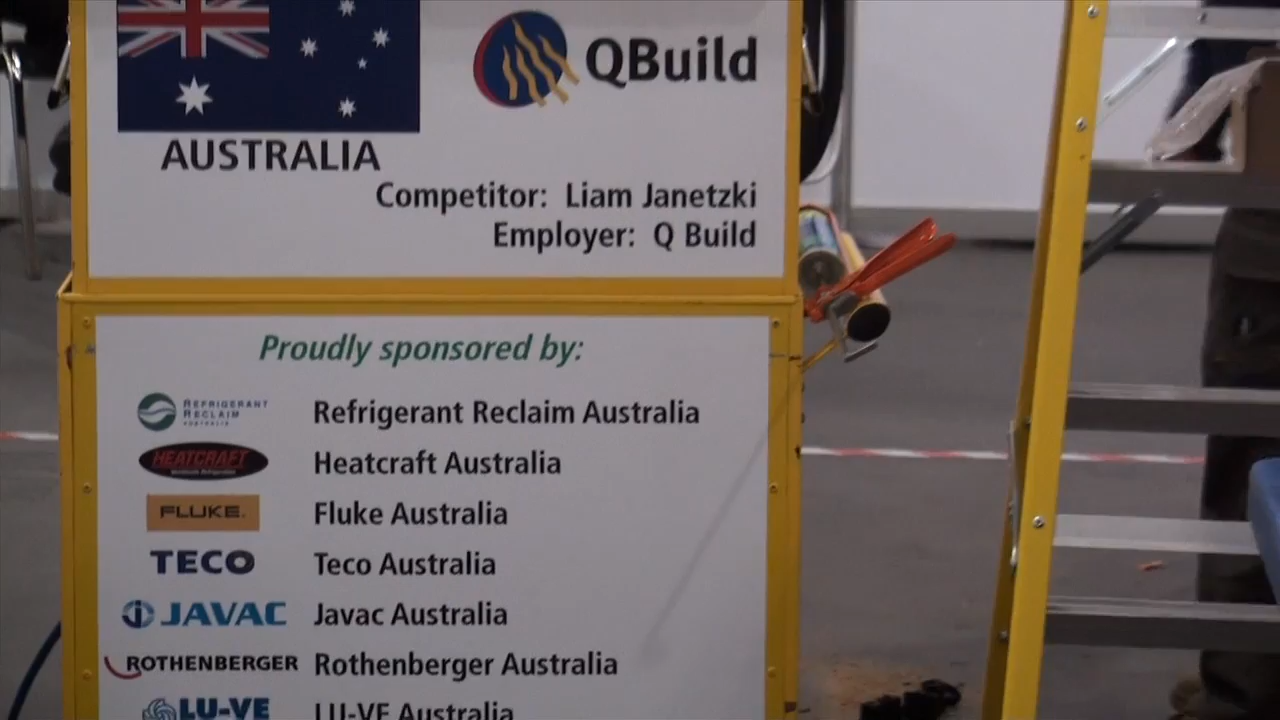 QBuild
AUSTRALIA
Competitor: Liam Janetzki
Employer: Q Build
Proudly sponsored by:
REFRIGERANT
RECLAIM
AUSTRALIA
Refrigerant Reclaim Australia
HEATCRAFT
Heatcraft Australia
FLUKE.
Fluke Australia
TECO
Teco Australia
JAVAC
Javac Australia
ROTHENBERGER
Rothenberger Australia
LU-VE
LU-VE Australia